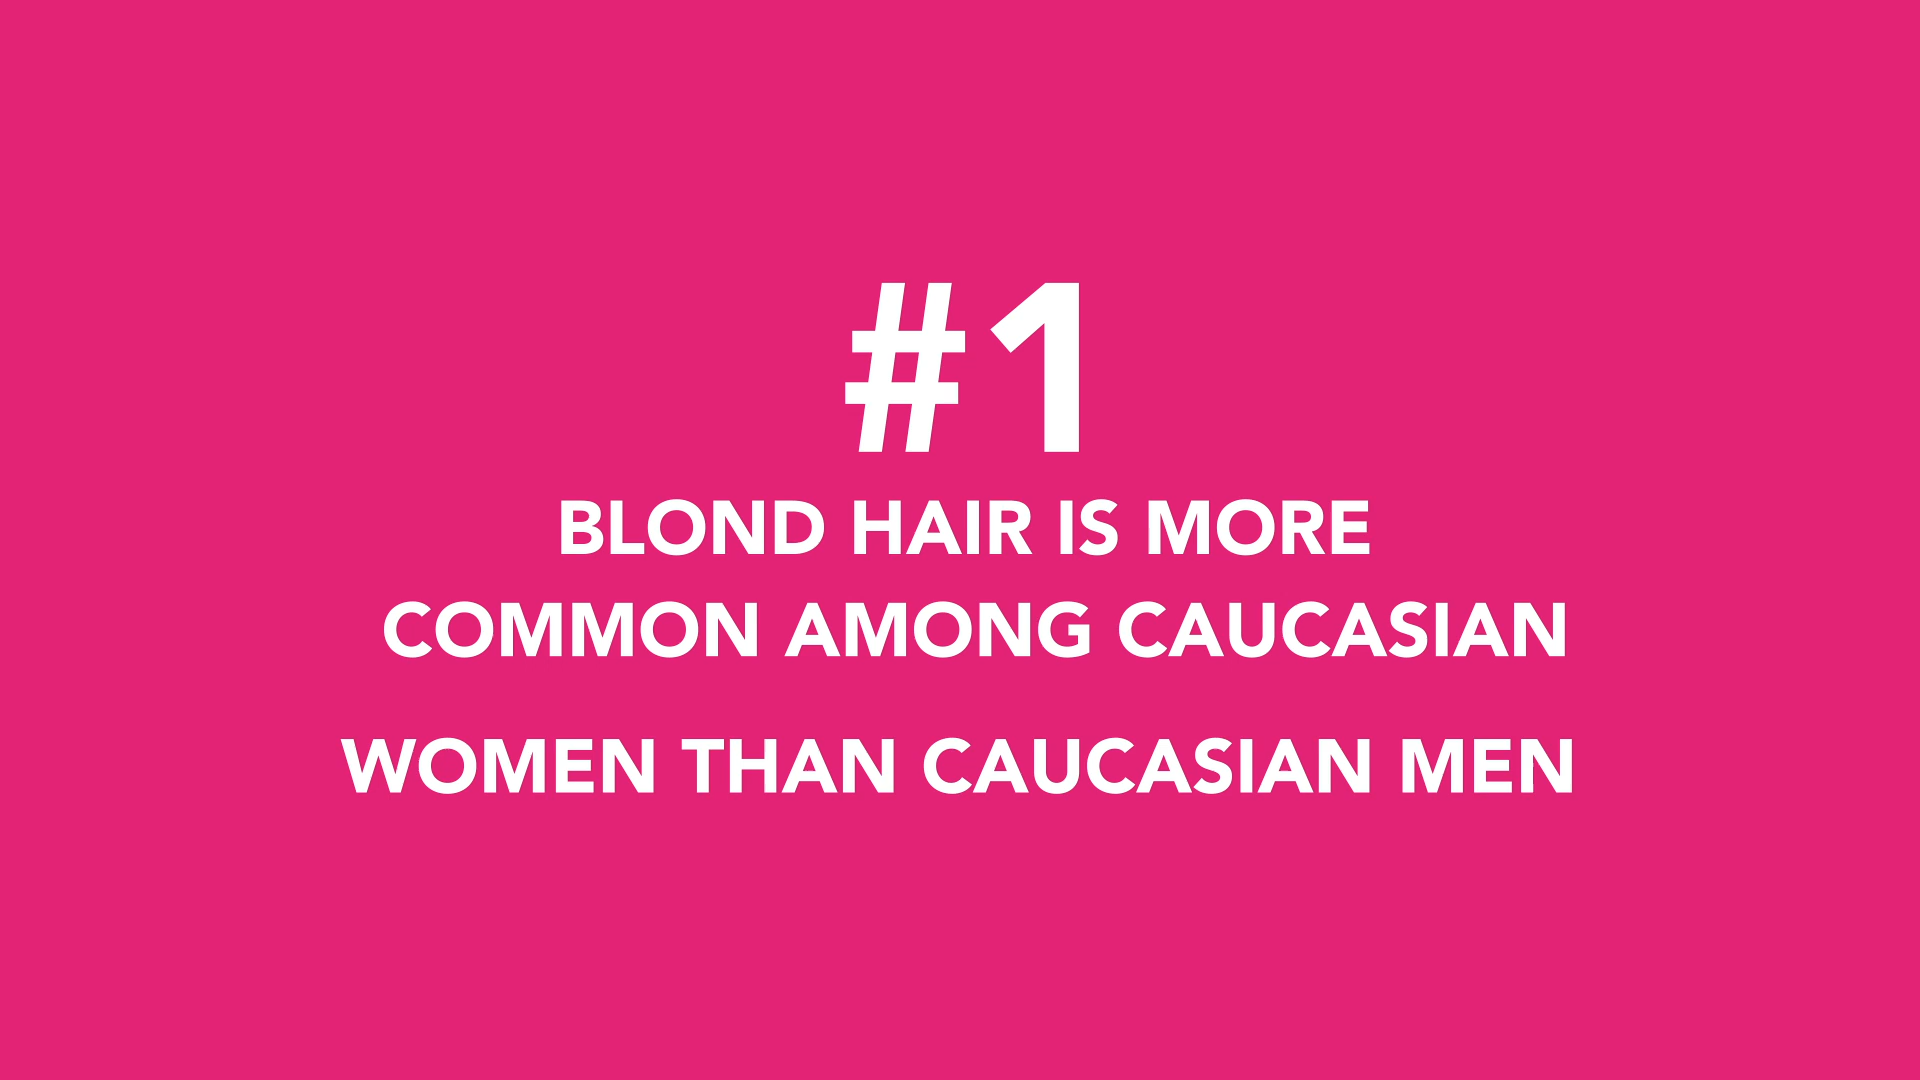 #1
BLOND HAIR IS MORE
COMMON AMONG CAUCASIAN
WOMEN THAN CAUCASIAN MEN